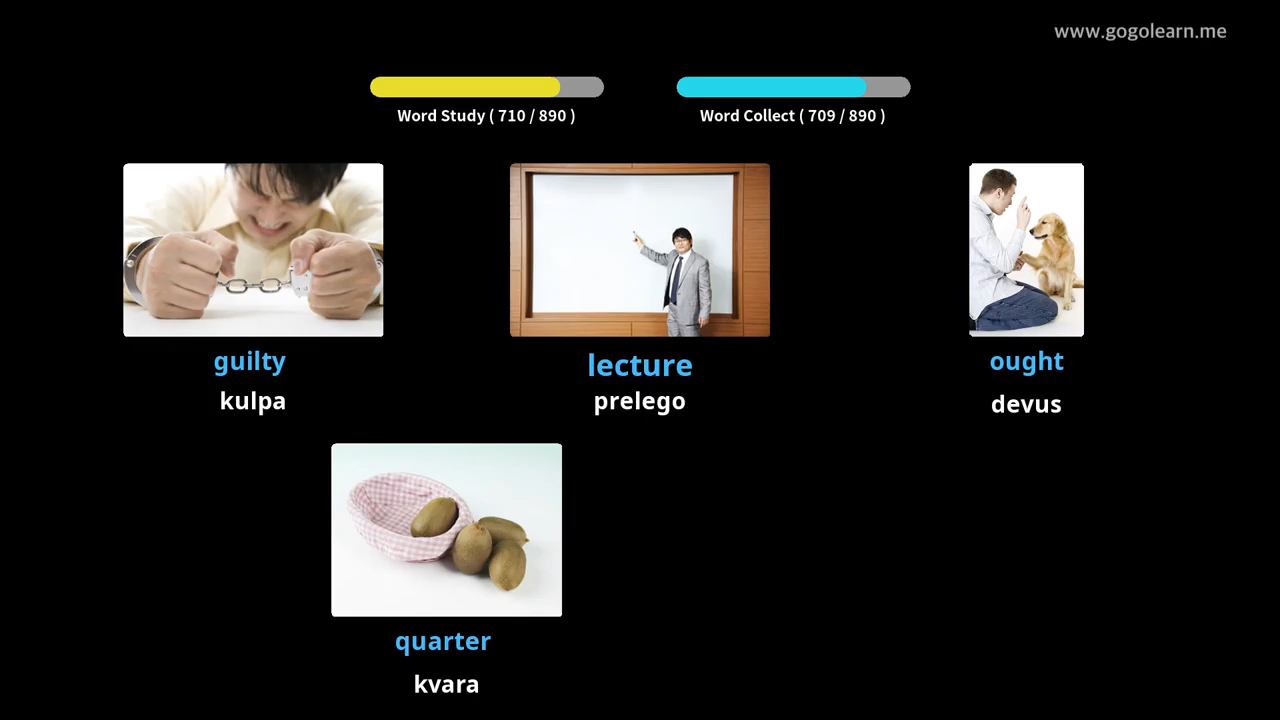 www.gogolearn.me
Word Study ( 710 / 890 )
Word Collect ( 709 / 890 )
guilty
kulpa
lecture
prelego
ought
devus
quarter
kvara